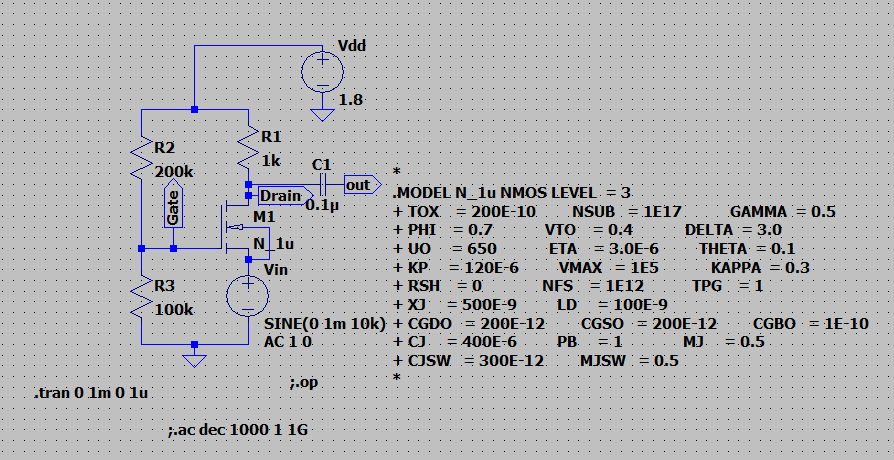 Vdd
1.8
R2
200k
R1
1k
C1
0.1µ
out
Drain
Gate
M1
N_1u
R3
100k
Vin
SINE(0 1m 10k)
AC 1 0
;.op
.tran 0 1m 0 1u
;.ac dec 1000 1 1G
*
.MODEL N_1u NMOS LEVEL = 3
+ TOX = 200E-10 NSUB = 1E17 GAMMA = 0.5
+ PHI = 0.7 VTO = 0.4 DELTA = 3.0
+ UO = 650 ETA = 3.0E-6 THETA = 0.1
+ KP = 120E-6 VMAX = 1E5 KAPPA = 0.3
+ RSH = 0 NFS = 1E12 TPG = 1
+ XJ = 500E-9 LD = 100E-9
+ CGDO = 200E-12 CGSO = 200E-12 CGBO = 1E-10
+ CJ = 400E-6 PB = 1 MJ = 0.5
+ CJSW = 300E-12 MJSW = 0.5
*